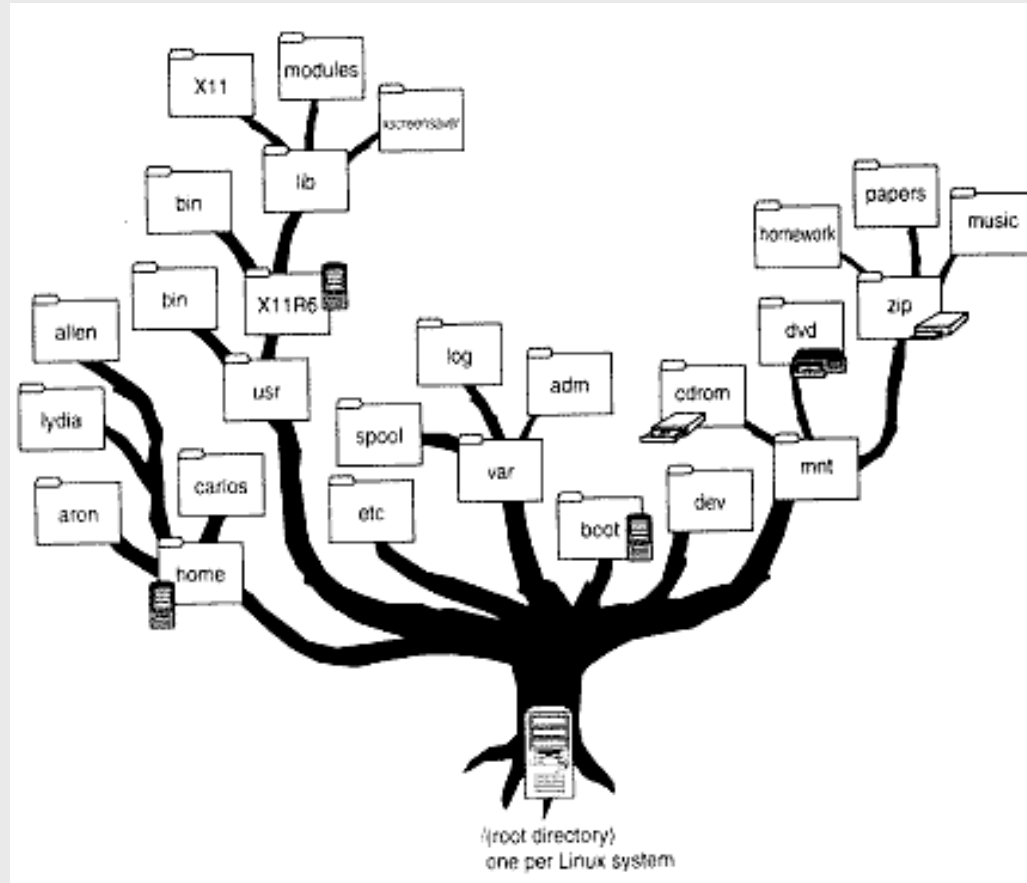 X11
modules
xscreensaver
lib
bin
papers
homework
music
bin
X11R6
zip
allen
dvd
log
adm
usr
cdrom
lydia
spool
var
mnt
carlos
aron
etc
boot
dev
home
/(root directory)
one per Linux system